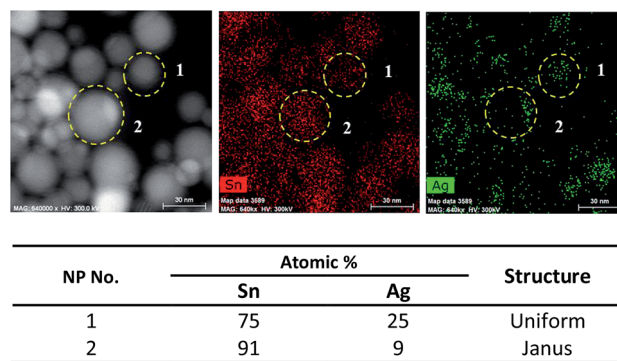 1
2
MAG: 640000 x HV: 300.0 kV
30 nm
1
2
Sn
Map data 3589
MAG: 640kx HV: 300kV
30 nm
1
2
Ag
Map data 3589
MAG: 640kx HV: 300kV
30 nm
NP No. Atomic % Structure
Sn Ag
1 75 25 Uniform
2 91 9 Janus